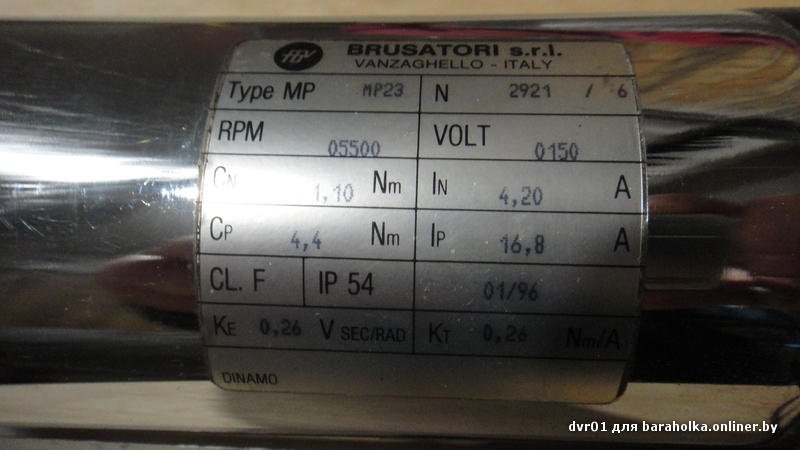 BRUSATORI s.r.l.
VANZAGHELLO - ITALY
Type MP MP23 N 2921 / 6
RPM 05500 VOLT 0150
CN 1,10 Nm IN 4,20 A
CP 4,4 Nm IP 16,8 A
CL. F IP 54 01/96
KE 0,26 V SEC/RAD KT 0,26 Nm/A
DINAMO
dvr01 для baraholka.onliner.by